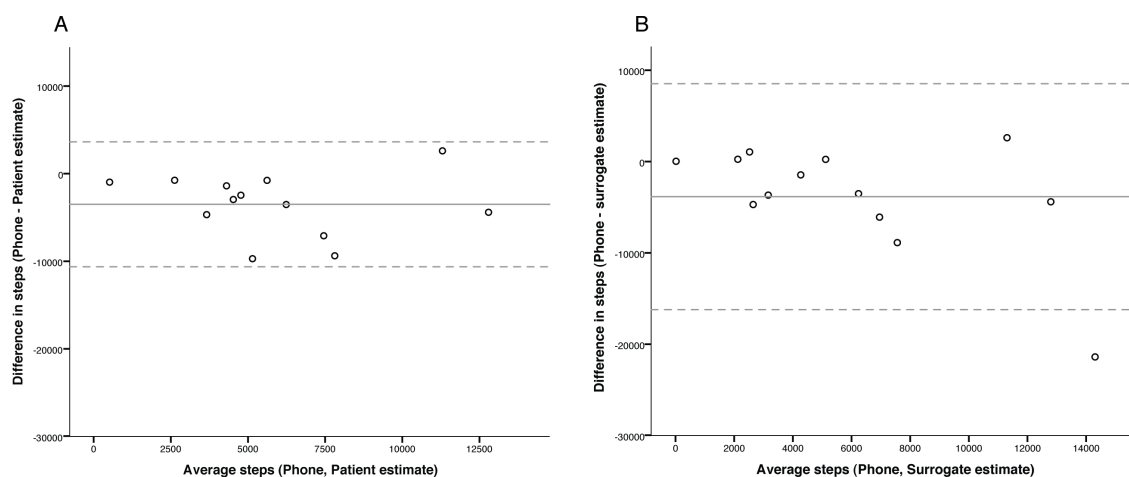 A
Difference in steps (Phone - Patient estimate)
10000
0
-10000
-20000
-30000
0 2500 5000 7500 10000 12500
Average steps (Phone, Patient estimate)
B
Difference in steps (Phone - surrogate estimate)
10000
0
-10000
-20000
-30000
0 2000 4000 6000 8000 10000 12000 14000
Average steps (Phone, Surrogate estimate)